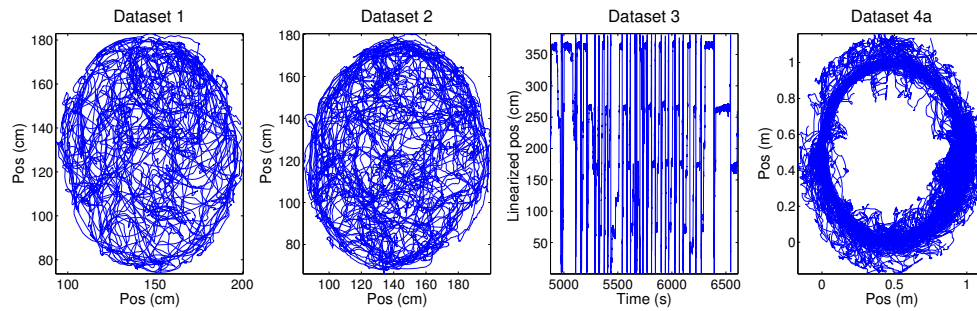 Dataset 1
180
160
140
120
100
80
Pos (cm)
100
150
200
Pos (cm)
Dataset 2
180
160
140
120
100
80
Pos (cm)
100 120 140 160 180
Pos (cm)
Dataset 3
350
300
250
200
150
100
50
Linearized pos (cm)
5000
5500
6000
6500
Time (s)
Dataset 4a
1
0.8
0.6
0.4
0.2
0
Pos (m)
0
0.5
1
Pos (m)